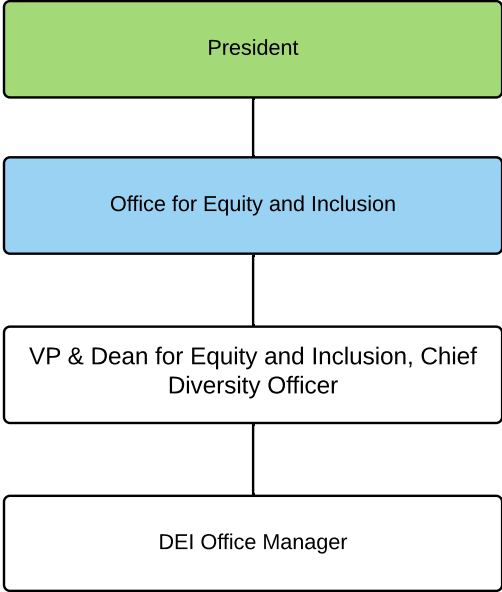 President
Office for Equity and Inclusion
VP & Dean for Equity and Inclusion, Chief
Diversity Officer
DEI Office Manager